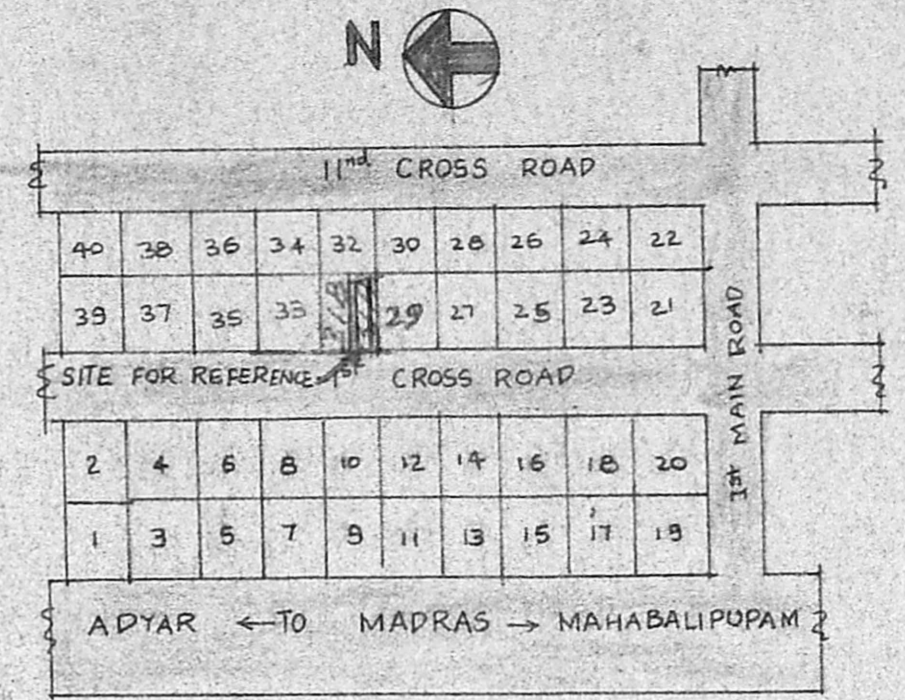 N
11nd CROSS ROAD
40 38 36 34 32 30 28 26 24 22
39 37 35 33 31B 29 27 25 23 21
SITE FOR REFERENCE 1ST CROSS ROAD
1st MAIN ROAD
2 4 6 8 10 12 14 16 18 20
1 3 5 7 9 11 13 15 17 19
ADYAR ←TO MADRAS → MAHABALIPUPAM